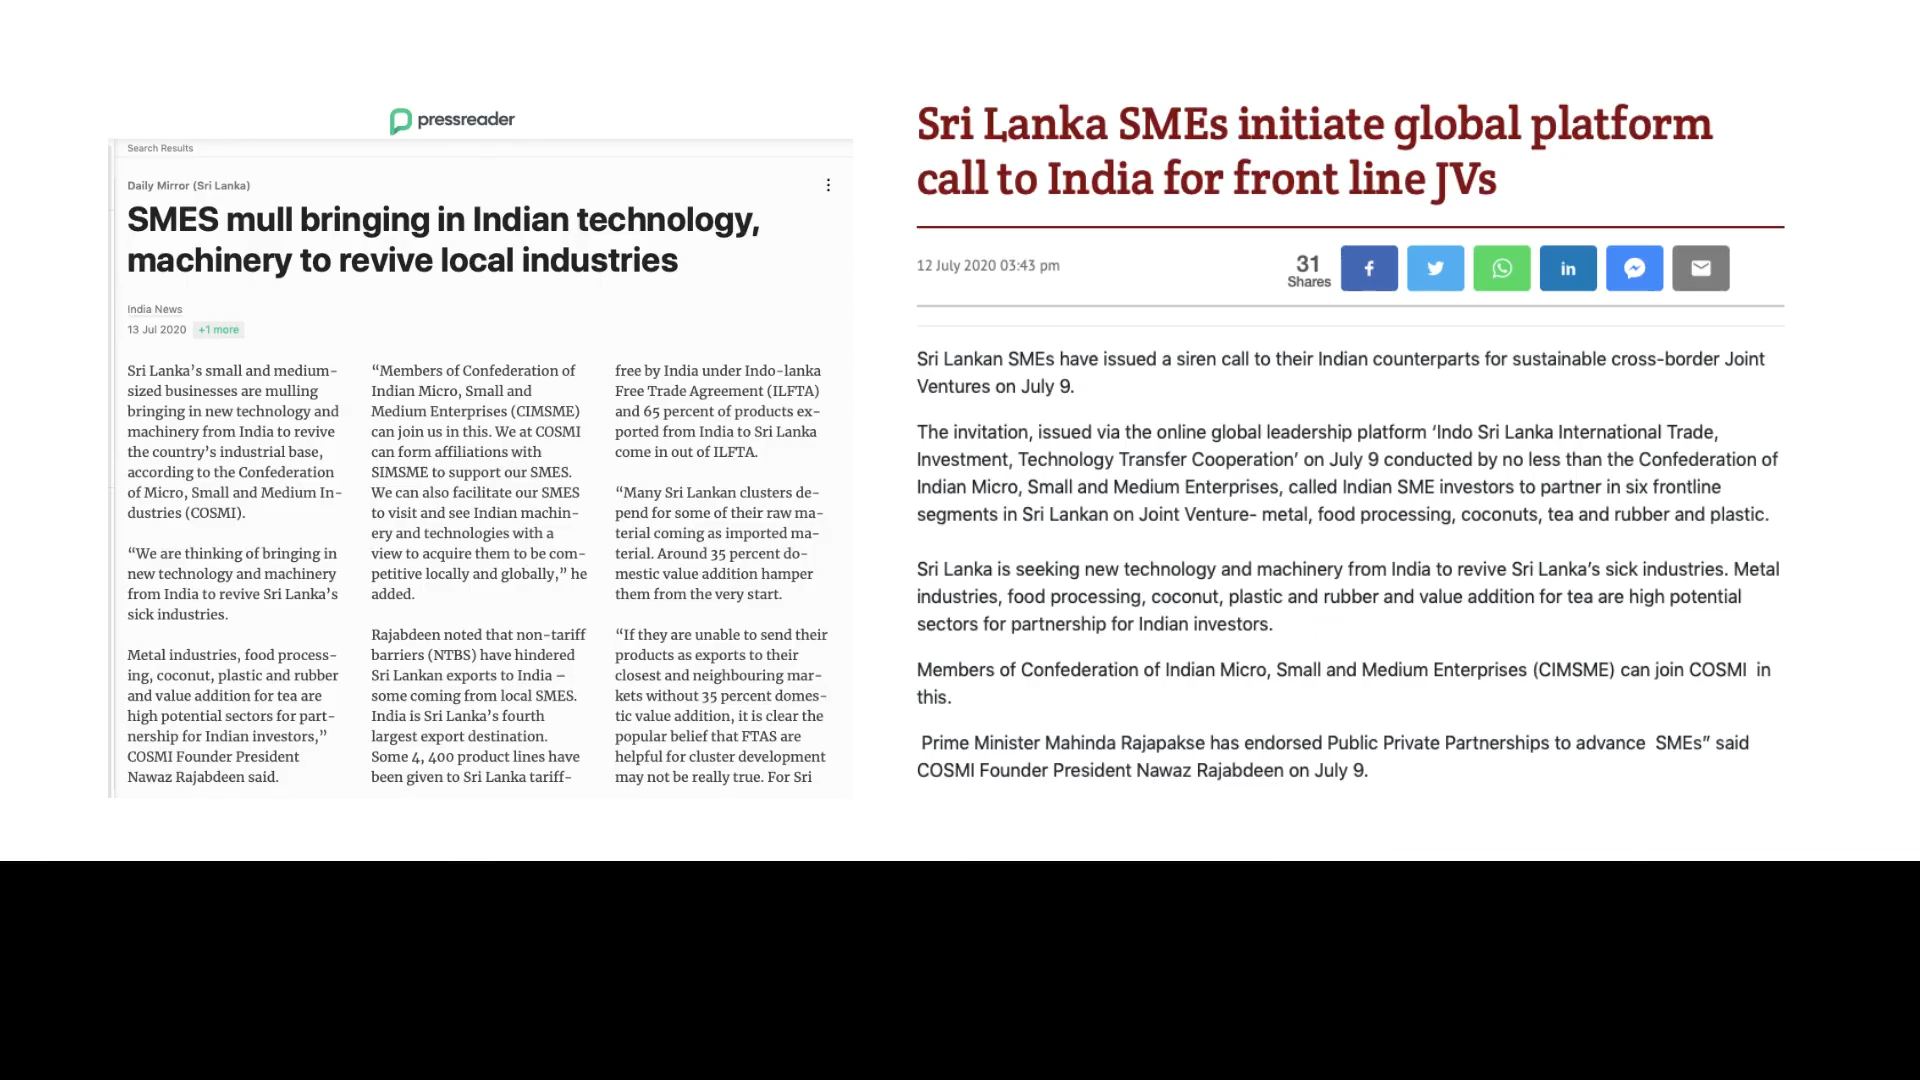 pressreader
Search Results
Daily Mirror (Sri Lanka)
SMES mull bringing in Indian technology,
machinery to revive local industries
India News
13 Jul 2020 +1 more
Sri Lanka’s small and medium-
sized businesses are mulling
bringing in new technology and
machinery from India to revive
the country’s industrial base,
according to the Confederation
of Micro, Small and Medium In-
dustries (COSMI).
“We are thinking of bringing in
new technology and machinery
from India to revive Sri Lanka’s
sick industries.
Metal industries, food process-
ing, coconut, plastic and rubber
and value addition for tea are
high potential sectors for part-
nership for Indian investors,”
COSMI Founder President
Nawaz Rajabdeen said.
“Members of Confederation of
Indian Micro, Small and
Medium Enterprises (CIMSME)
can join us in this. We at COSMI
can form affiliations with
SIMSME to support our SMES.
We can also facilitate our SMES
to visit and see Indian machin-
ery and technologies with a
view to acquire them to be com-
petitive locally and globally,” he
added.
Rajabdeen noted that non-tariff
barriers (NTBS) have hindered
Sri Lankan exports to India –
some coming from local SMES.
India is Sri Lanka’s fourth
largest export destination.
Some 4, 400 product lines have
been given to Sri Lanka tariff-
free by India under Indo-lanka
Free Trade Agreement (ILFTA)
and 65 percent of products ex-
ported from India to Sri Lanka
come in out of ILFTA.
“Many Sri Lankan clusters de-
pend for some of their raw ma-
terial coming as imported ma-
terial. Around 35 percent do-
mestic value addition hamper
them from the very start.
“If they are unable to send their
products as exports to their
closest and neighbouring mar-
kets without 35 percent domes-
tic value addition, it is clear the
popular belief that FTAS are
helpful for cluster development
may not be really true. For Sri
Sri Lanka SMEs initiate global platform
call to India for front line JVs
12 July 2020 03:43 pm
31
Shares
Sri Lankan SMEs have issued a siren call to their Indian counterparts for sustainable cross-border Joint
Ventures on July 9.
The invitation, issued via the online global leadership platform ‘Indo Sri Lanka International Trade,
Investment, Technology Transfer Cooperation’ on July 9 conducted by no less than the Confederation of
Indian Micro, Small and Medium Enterprises, called Indian SME investors to partner in six frontline
segments in Sri Lankan on Joint Venture- metal, food processing, coconuts, tea and rubber and plastic.
Sri Lanka is seeking new technology and machinery from India to revive Sri Lanka’s sick industries. Metal
industries, food processing, coconut, plastic and rubber and value addition for tea are high potential
sectors for partnership for Indian investors.
Members of Confederation of Indian Micro, Small and Medium Enterprises (CIMSME) can join COSMI in
this.
Prime Minister Mahinda Rajapakse has endorsed Public Private Partnerships to advance SMEs” said
COSMI Founder President Nawaz Rajabdeen on July 9.